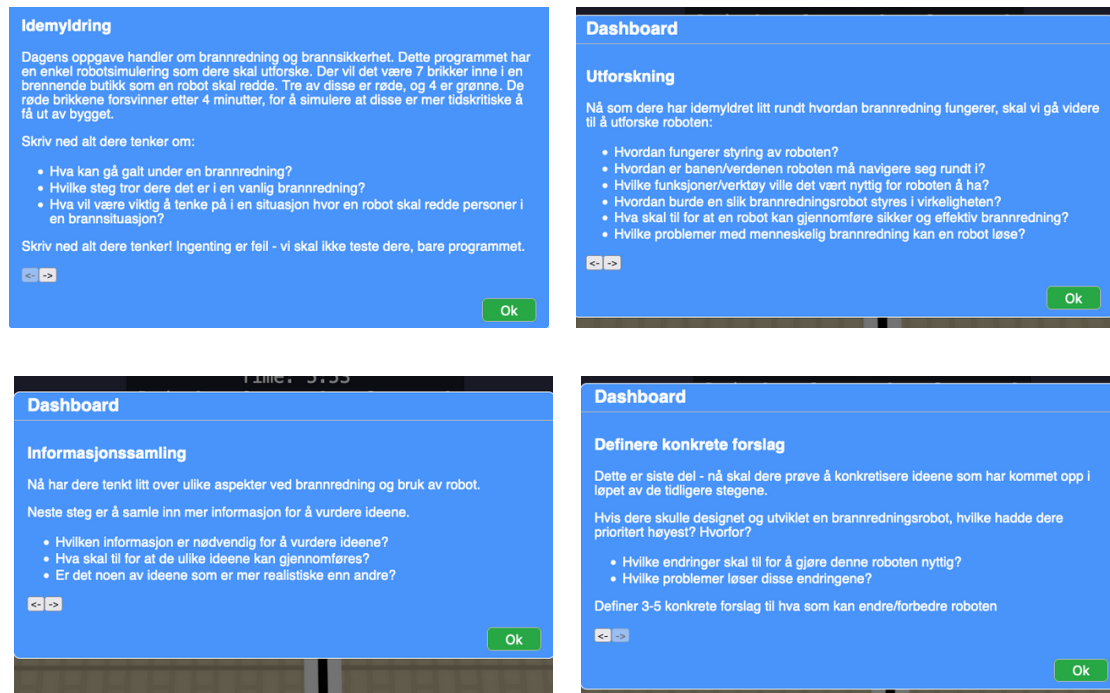 Idemyldring
Dagens oppgave handler om brannredning og brannsikkerhet. Dette programmet har
en enkel robotsimulering som dere skal utforske. Der vil det være 7 brikker inne i en
brennende butikk som en robot skal redde. Tre av disse er røde, og 4 er grønne. De
røde brikkene forsvinner etter 4 minutter, for å simulere at disse er mer tidskritiske å
få ut av bygget.
Skriv ned alt dere tenker om:
• Hva kan gå galt under en brannredning?
• Hvilke steg tror dere det er i en vanlig brannredning?
• Hva vil være viktig å tenke på i en situasjon hvor en robot skal redde personer i
en brannsituasjon?
Skriv ned alt dere tenker! Ingenting er feil - vi skal ikke teste dere, bare programmet.
<- ->
Ok
Dashboard
Utforskning
Nå som dere har idemyldret litt rundt hvordan brannredning fungerer, skal vi gå videre
til å utforske roboten:
• Hvordan fungerer styring av roboten?
• Hvordan er banen/verdenen roboten må navigere seg rundt i?
• Hvilke funksjoner/verktøy ville det vært nyttig for roboten å ha?
• Hvordan burde en slik brannredningsrobot styres i virkeligheten?
• Hva skal til for at en robot kan gjennomføre sikker og effektiv brannredning?
• Hvilke problemer med menneskelig brannredning kan en robot løse?
<- ->
Ok
Time: 5:53
Dashboard
Informasjonssamling
Nå har dere tenkt litt over ulike aspekter ved brannredning og bruk av robot.
Neste steg er å samle inn mer informasjon for å vurdere ideene.
• Hvilken informasjon er nødvendig for å vurdere ideene?
• Hva skal til for at de ulike ideene kan gjennomføres?
• Er det noen av ideene som er mer realistiske enn andre?
<- ->
Ok
Dashboard
Definere konkrete forslag
Dette er siste del - nå skal dere prøve å konkretisere ideene som har kommet opp i
løpet av de tidligere stegene.
Hvis dere skulle designet og utviklet en brannredningsrobot, hvilke hadde dere
prioritert høyest? Hvorfor?
• Hvilke endringer skal til for å gjøre denne roboten nyttig?
• Hvilke problemer løser disse endringene?
Definer 3-5 konkrete forslag til hva som kan endre/forbedre roboten
<- ->
Ok